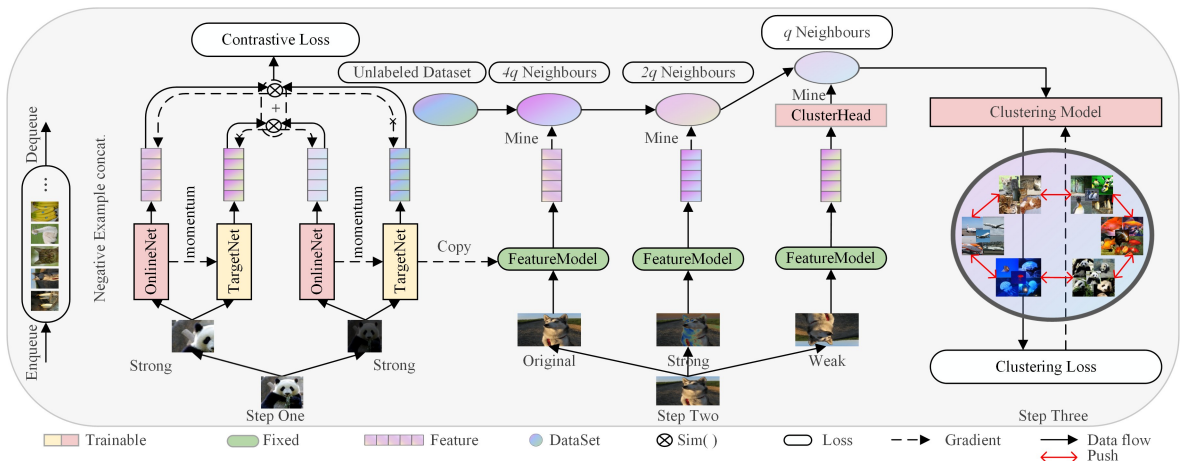 Contrastive Loss
q Neighbours
Unlabeled Dataset
4q Neighbours
2q Neighbours
Mine
ClusterHead
Clustering Model
+
Dequeue
...
Enqueue
Negative Example concat.
Mine
Mine
momentum
momentum
OnlineNet
TargetNet
OnlineNet
TargetNet
Copy
FeatureModel
FeatureModel
FeatureModel
Strong
Strong
Original
Strong
Weak
Clustering Loss
Step One
Step Two
Step Three
Trainable
Fixed
Feature
DataSet
Sim( )
Loss
Gradient
Data flow
Push